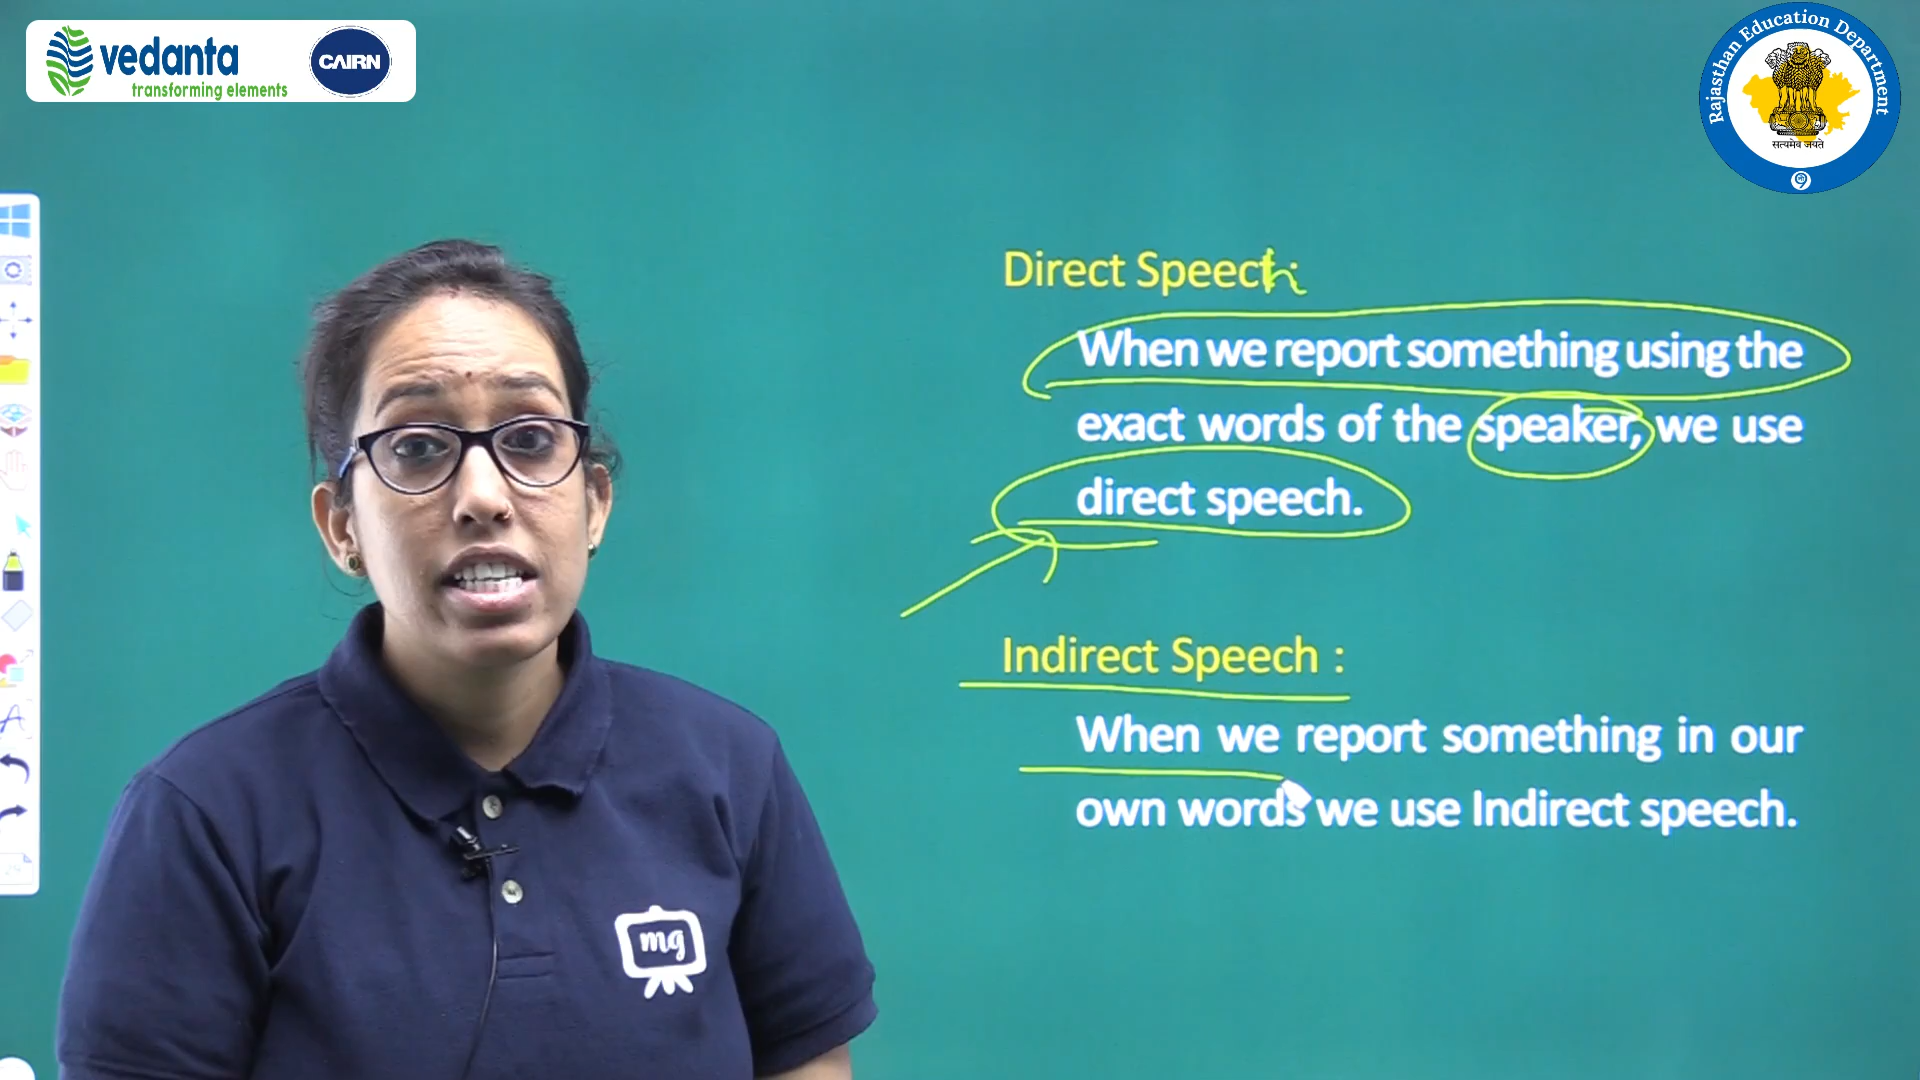 vedanta
transforming elements
CAIRN
Rajasthan Education Department
सत्यमेव जयते
Direct Speech:
When we report something using the
exact words of the speaker, we use
direct speech.
Indirect Speech :
When we report something in our
own words we use Indirect speech.
mg